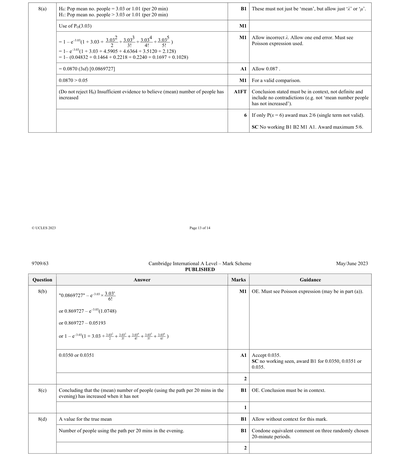 8(a)
H₀: Pop mean no. people = 3.03 or 1.01 (per 20 min)
H₁: Pop mean no. people > 3.03 or 1.01 (per 20 min)
B1
These must not just be 'mean', but allow just 'λ' or 'μ'.
Use of Po(3.03)
M1
= 1 – e⁻³·⁰³(1 + 3.03 + 3.03²/2 + 3.03³/3! + 3.03⁴/4! + 3.03⁵/5!)
= 1 – e⁻³·⁰³(1 + 3.03 + 4.5905 + 4.6364 + 3.5120 + 2.128)
= 1 – (0.04832 + 0.1464 + 0.2218 + 0.2240 + 0.1697 + 0.1028)
M1
Allow incorrect λ. Allow one end error. Must see
Poisson expression used.
= 0.0870 (3sf) [0.0869727]
A1
Allow 0.087 .
0.0870 > 0.05
M1
For a valid comparison.
(Do not reject H₀) Insufficient evidence to believe (mean) number of people has
increased
A1FT
Conclusion stated must be in context, not definite and
include no contradictions (e.g. not 'mean number people
has not increased').
6
If only P(x = 6) award max 2/6 (single term not valid).
SC No working B1 B2 M1 A1. Award maximum 5/6.
© UCLES 2023
Page 13 of 14
9709/63
Cambridge International A Level – Mark Scheme
PUBLISHED
May/June 2023
Question
Answer
Marks
Guidance
8(b)
"0.0869727" – e⁻³·⁰³ × 3.03⁶/6!
or 0.869727 – e⁻³·⁰³(1.0748)
or 0.869727 – 0.05193
or 1 – e⁻³·⁰³(1 + 3.03 + 3.03²/2 + 3.03³/3! + 3.03⁴/4! + 3.03⁵/5! + 3.03⁶/6! )
M1
OE. Must see Poisson expression (may be in part (a)).
0.0350 or 0.0351
A1
Accept 0.035.
SC no working seen, award B1 for 0.0350, 0.0351 or
0.035.
2
8(c)
Concluding that the (mean) number of people (using the path per 20 mins in the
evening) has increased when it has not
B1
OE. Conclusion must be in context.
1
8(d)
A value for the true mean
B1
Allow without context for this mark.
Number of people using the path per 20 mins in the evening.
B1
Condone equivalent comment on three randomly chosen
20-minute periods.
2